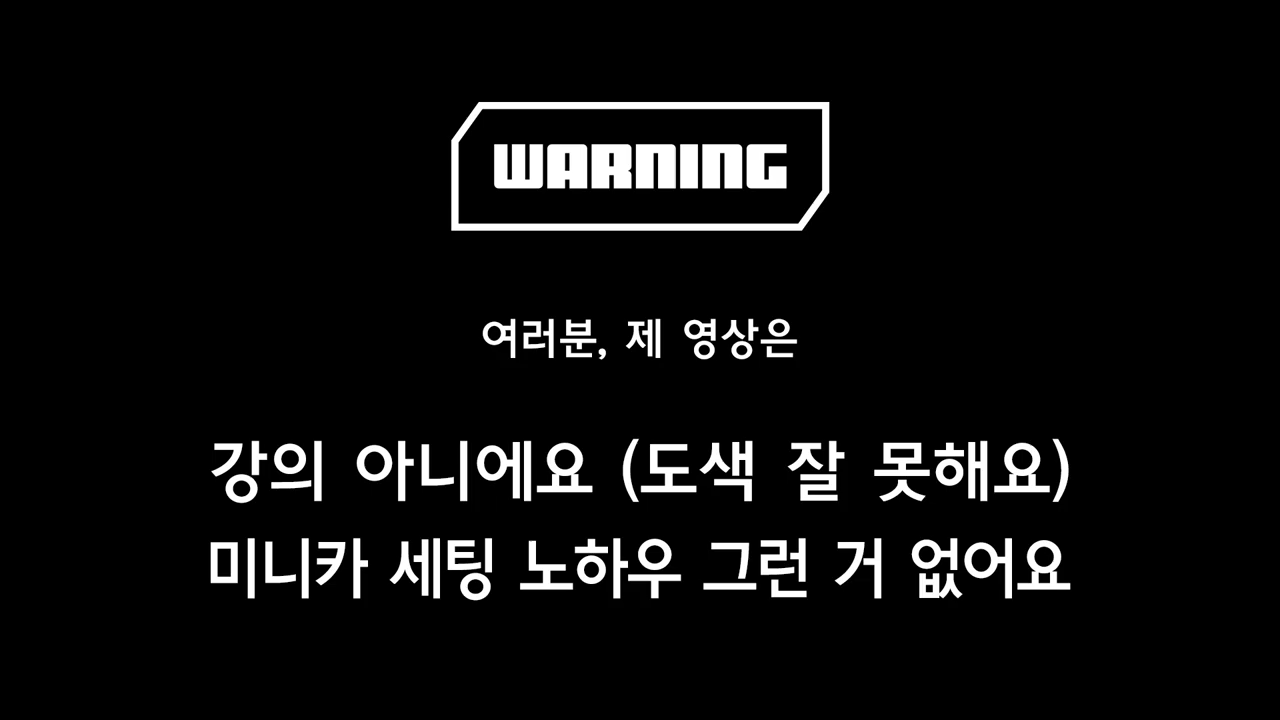 WARNING
여러분, 제 영상은
강의 아니에요 (도색 잘 못해요)
미니카 세팅 노하우 그런 거 없어요